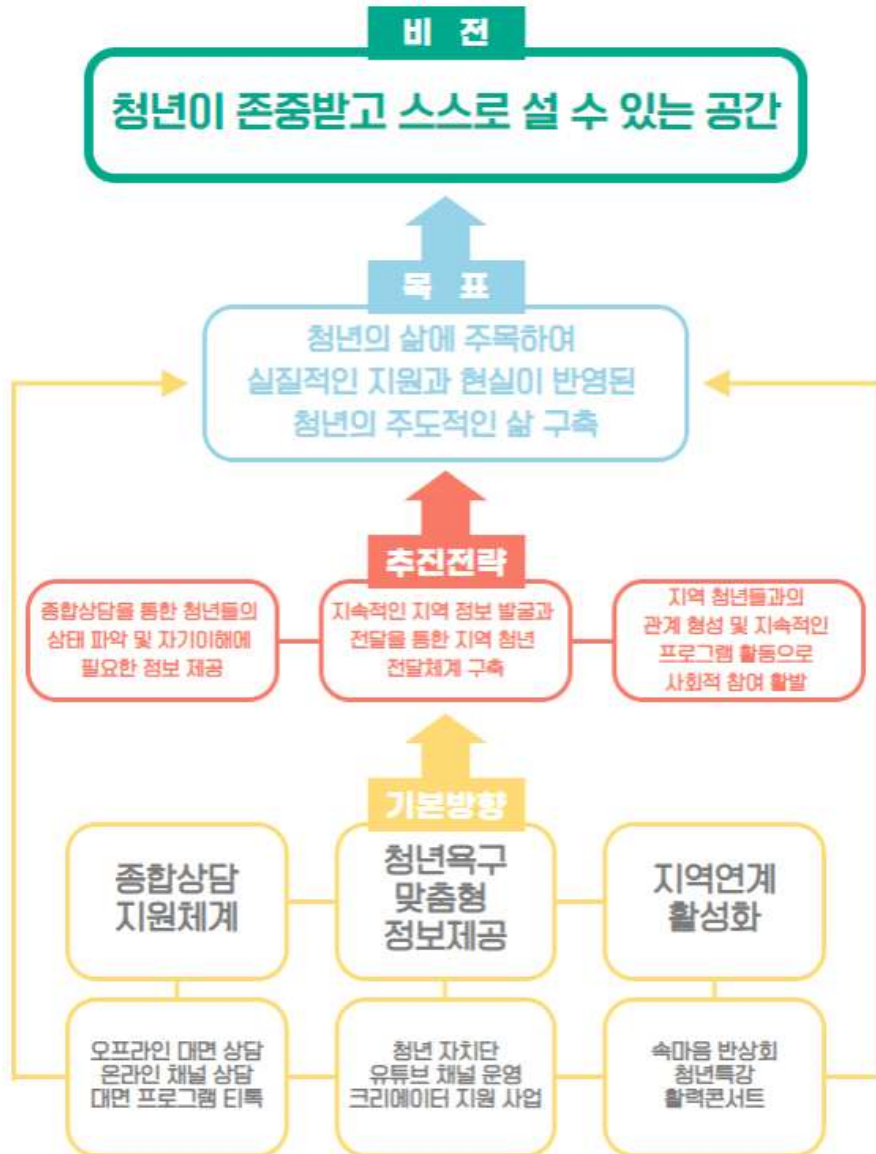 비 전
청년이 존중받고 스스로 설 수 있는 공간
목 표
청년의 삶에 주목하여
실질적인 지원과 현실이 반영된
청년의 주도적인 삶 구축
추진전략
종합상담을 통한 청년들의
상태 파악 및 자기이해에
필요한 정보 제공
지속적인 지역 정보 발굴과
전달을 통한 지역 청년
전달체계 구축
지역 청년들과의
관계 형성 및 지속적인
프로그램 활동으로
사회적 참여 활발
기본방향
종합상담
지원체계
청년욕구
맞춤형
정보제공
지역연계
활성화
오프라인 대면 상담
온라인 채널 상담
대면 프로그램 티톡
청년 자치단
유튜브 채널 운영
크리에이터 지원 사업
속마음 반상회
청년특강
활력콘서트